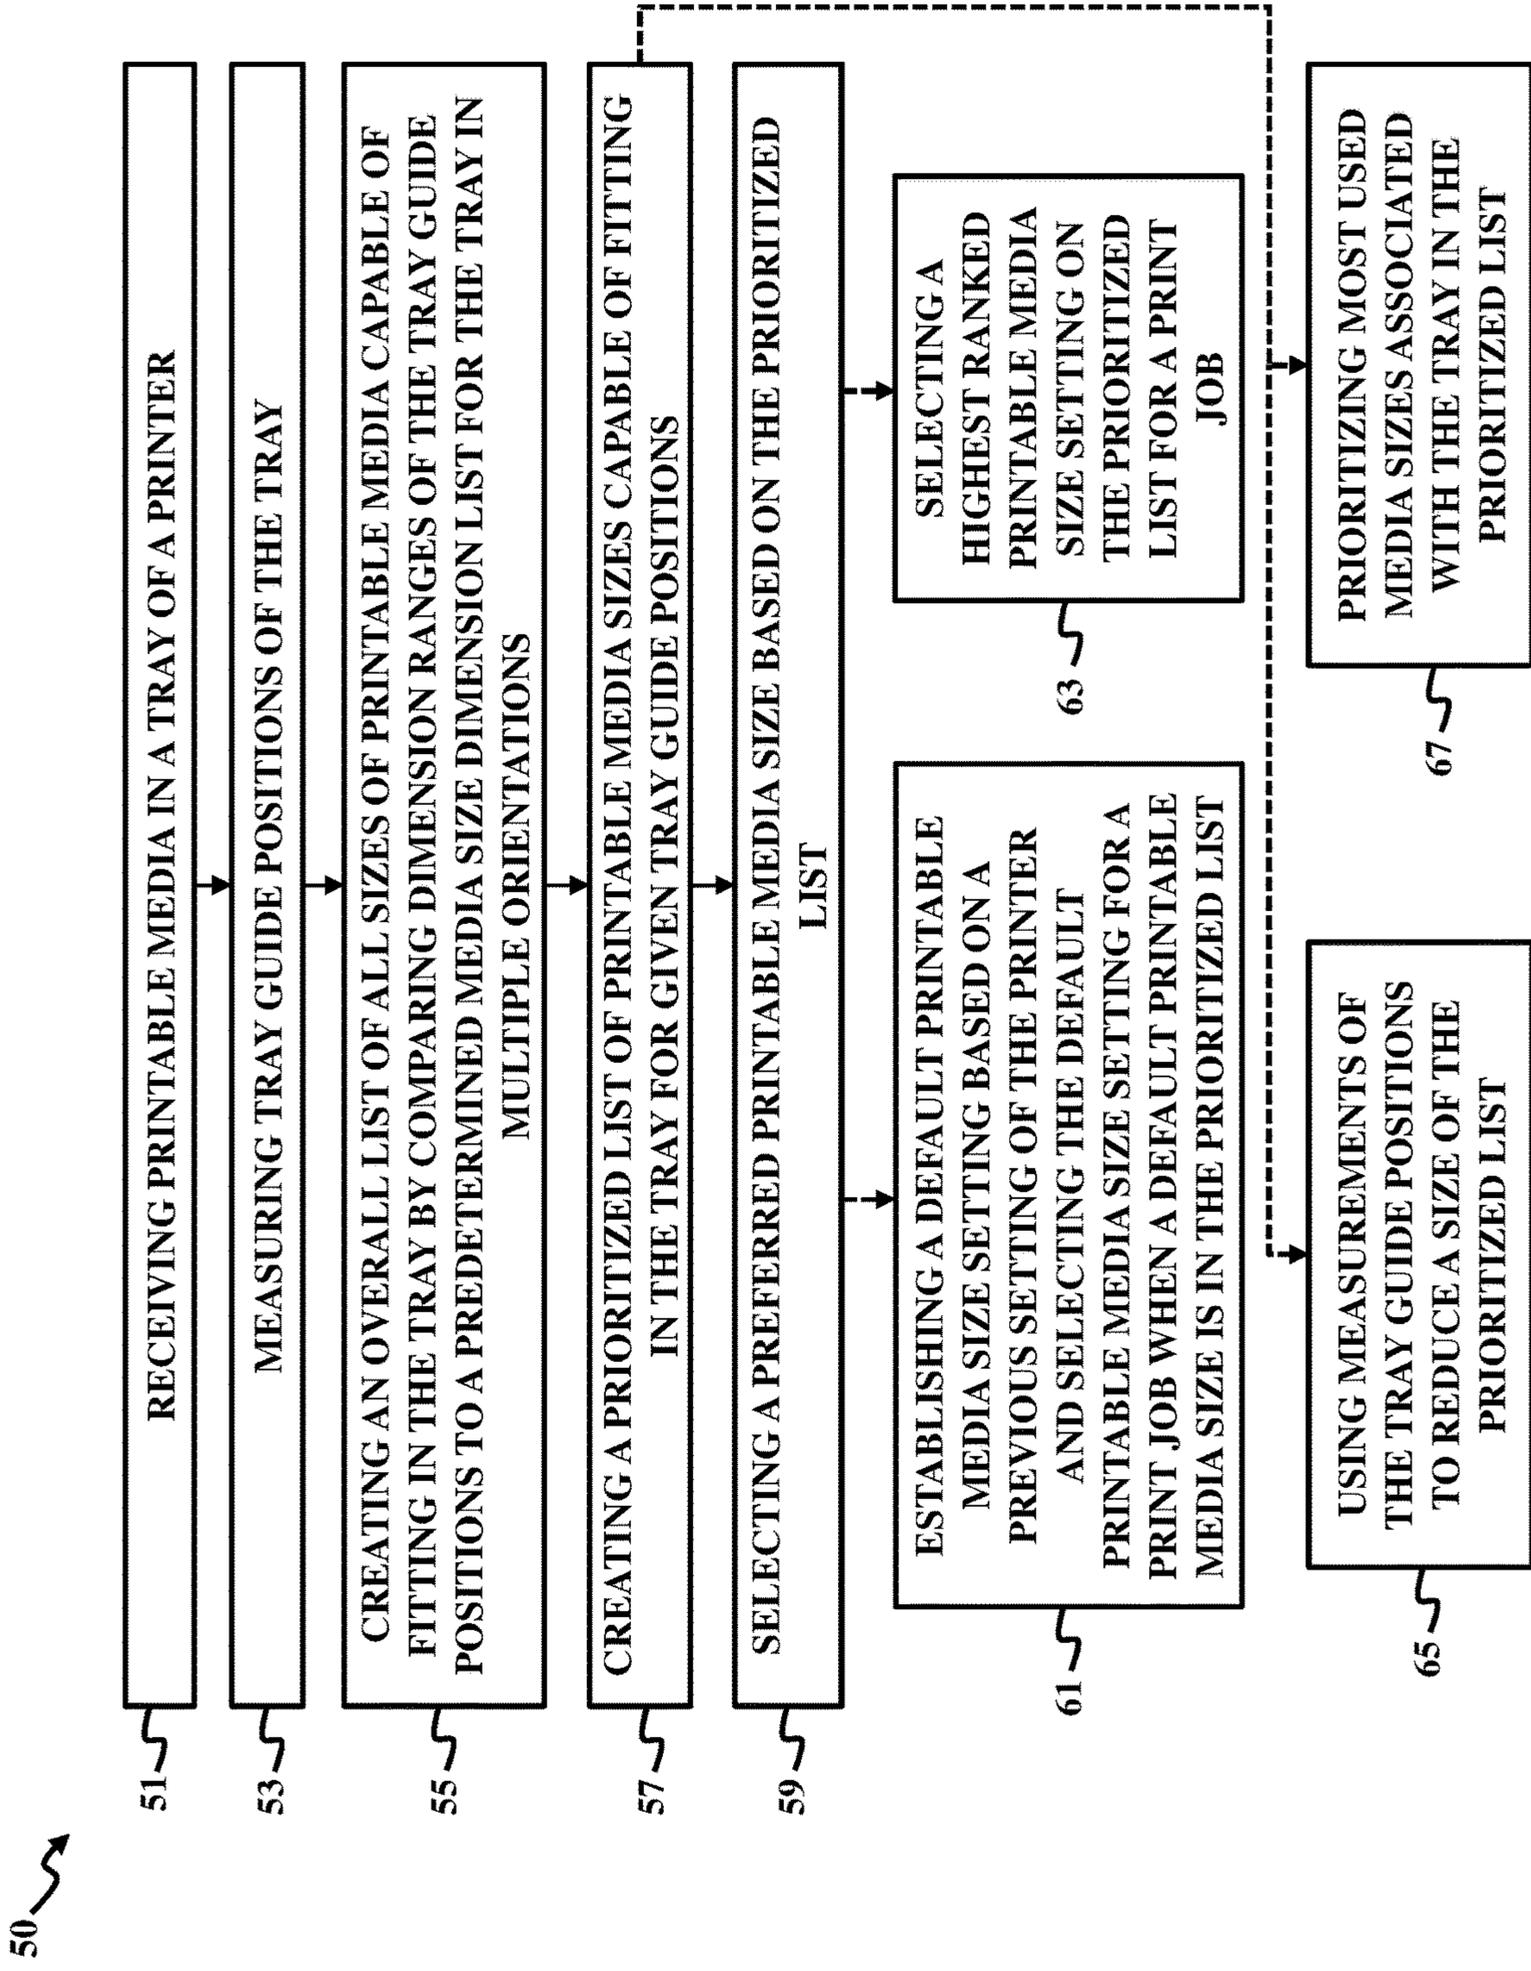 50
51
RECEIVING PRINTABLE MEDIA IN A TRAY OF A PRINTER
53
MEASURING TRAY GUIDE POSITIONS OF THE TRAY
55
CREATING AN OVERALL LIST OF ALL SIZES OF PRINTABLE MEDIA CAPABLE OF
FITTING IN THE TRAY BY COMPARING DIMENSION RANGES OF THE TRAY GUIDE
POSITIONS TO A PREDETERMINED MEDIA SIZE DIMENSION LIST FOR THE TRAY IN
MULTIPLE ORIENTATIONS
57
CREATING A PRIORITIZED LIST OF PRINTABLE MEDIA SIZES CAPABLE OF FITTING
IN THE TRAY FOR GIVEN TRAY GUIDE POSITIONS
59
SELECTING A PREFERRED PRINTABLE MEDIA SIZE BASED ON THE PRIORITIZED
LIST
61
ESTABLISHING A DEFAULT PRINTABLE
MEDIA SIZE SETTING BASED ON A
PREVIOUS SETTING OF THE PRINTER
AND SELECTING THE DEFAULT
PRINTABLE MEDIA SIZE SETTING FOR A
PRINT JOB WHEN A DEFAULT PRINTABLE
MEDIA SIZE IS IN THE PRIORITIZED LIST
63
SELECTING A
HIGHEST RANKED
PRINTABLE MEDIA
SIZE SETTING ON
THE PRIORITIZED
LIST FOR A PRINT
JOB
65
USING MEASUREMENTS OF
THE TRAY GUIDE POSITIONS
TO REDUCE A SIZE OF THE
PRIORITIZED LIST
67
PRIORITIZING MOST USED
MEDIA SIZES ASSOCIATED
WITH THE TRAY IN THE
PRIORITIZED LIST